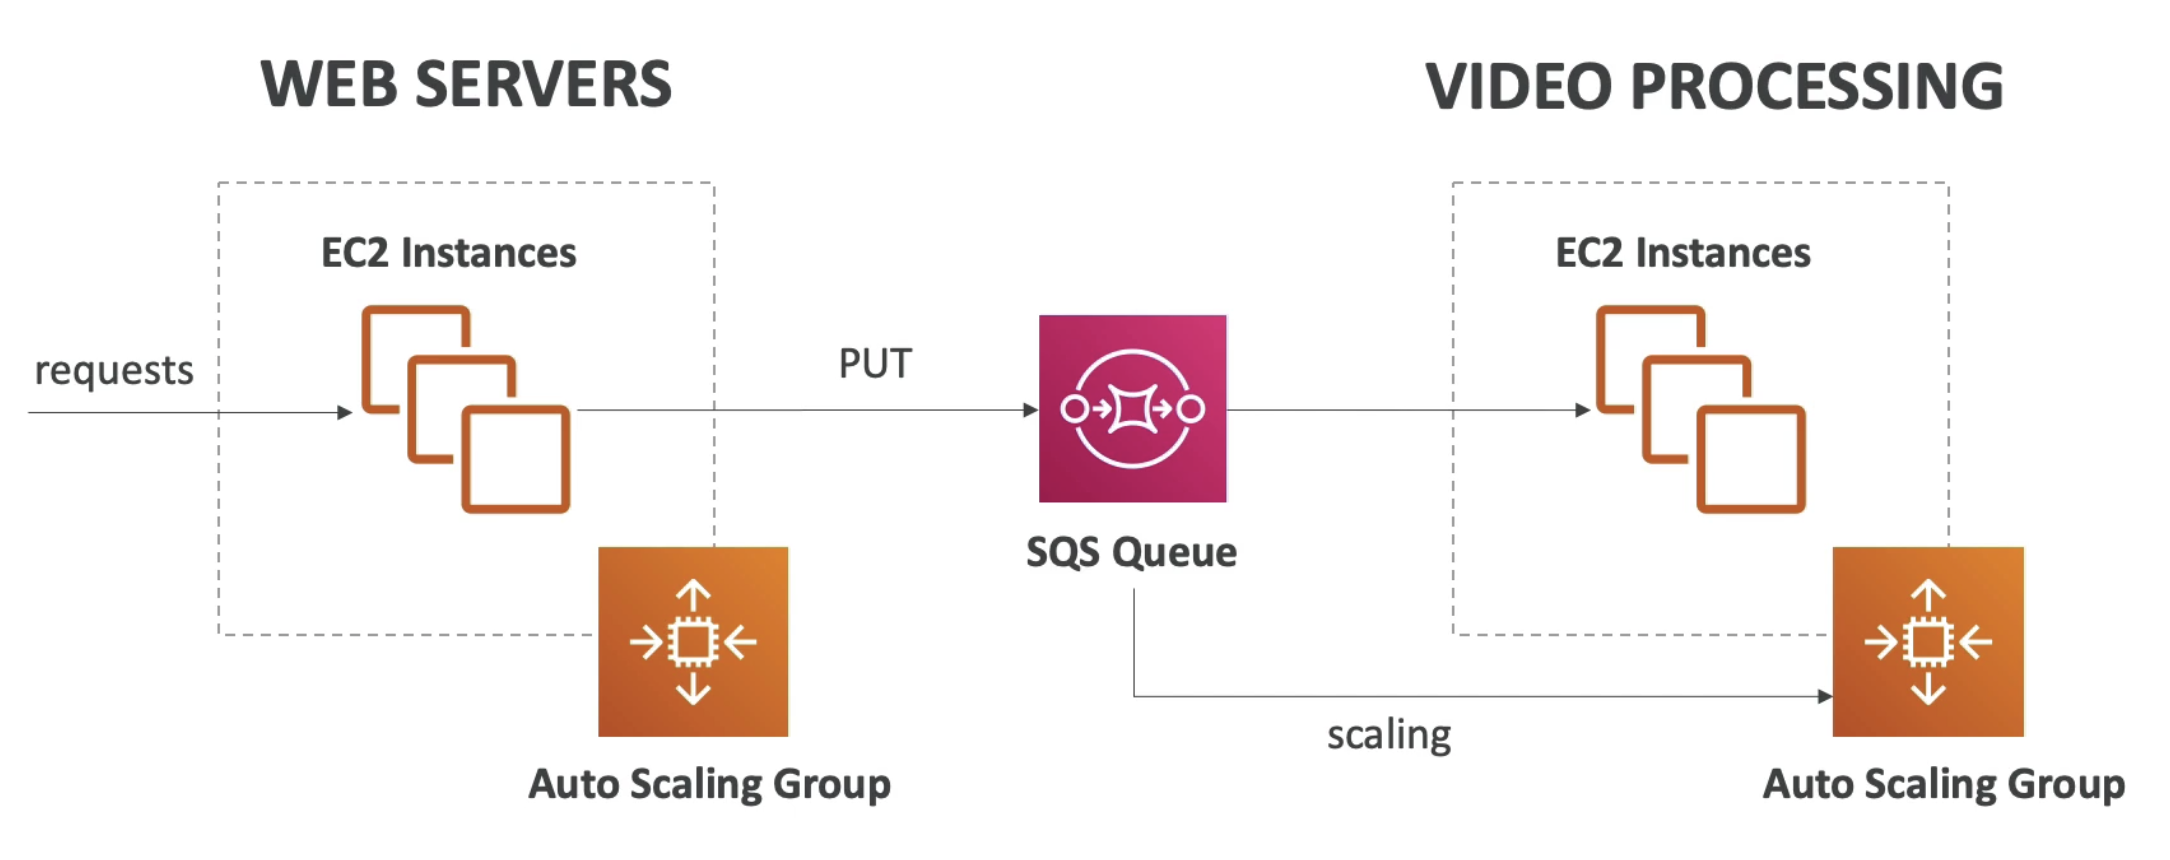 WEB SERVERS
VIDEO PROCESSING
EC2 Instances
EC2 Instances
requests
PUT
SQS Queue
scaling
Auto Scaling Group
Auto Scaling Group